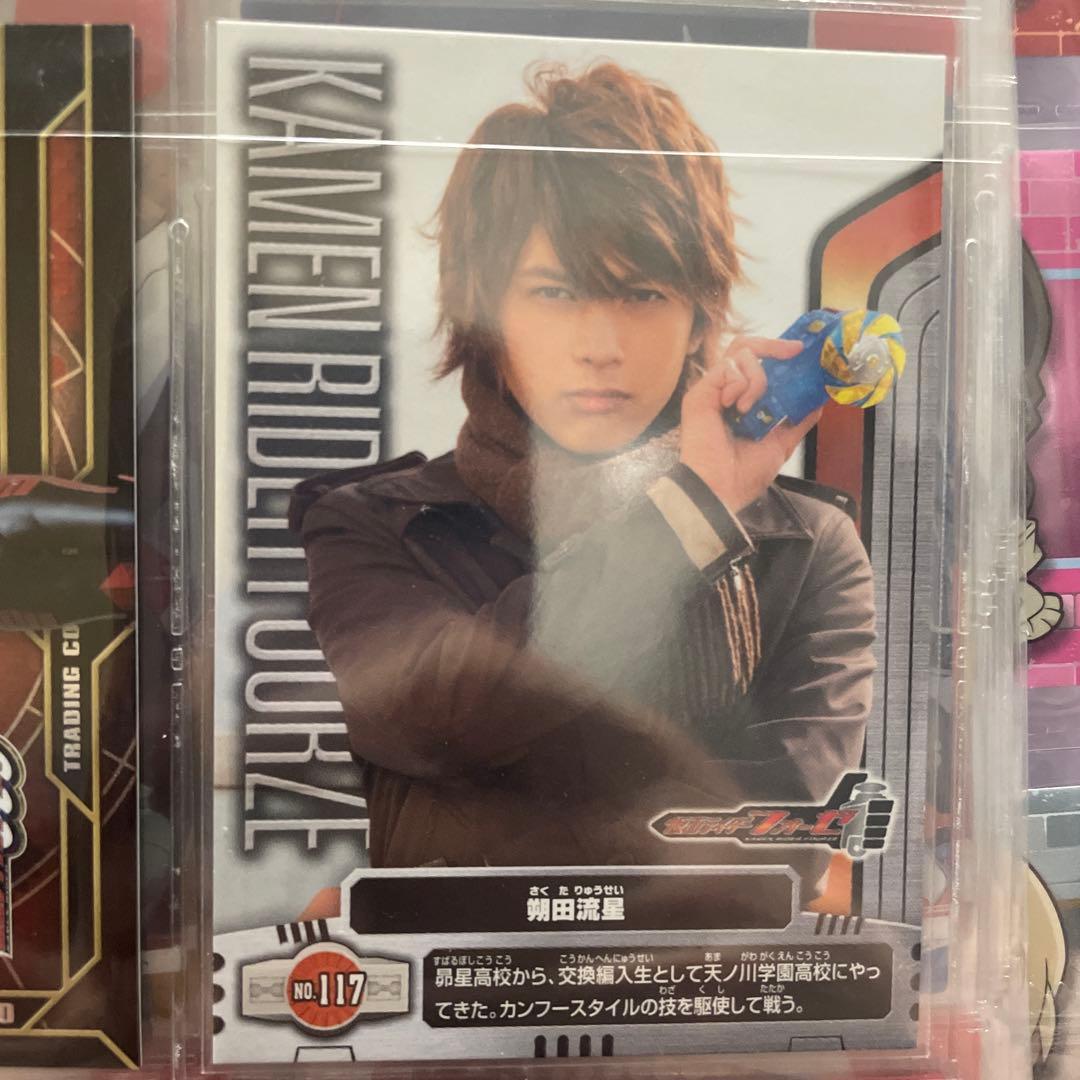 KAMEN RIDER FOURZE
TRADING CO
仮面ライダーフォーゼ
さくたりゅうせい
朔田流星
NO.117
すばるぼしこうこう こうかんへんにゅうせい あま がわがくえんこうこう
昴星高校から、交換編入生として天ノ川学園高校にやっ
わざ くし たたか
てきた。カンフースタイルの技を駆使して戦う。